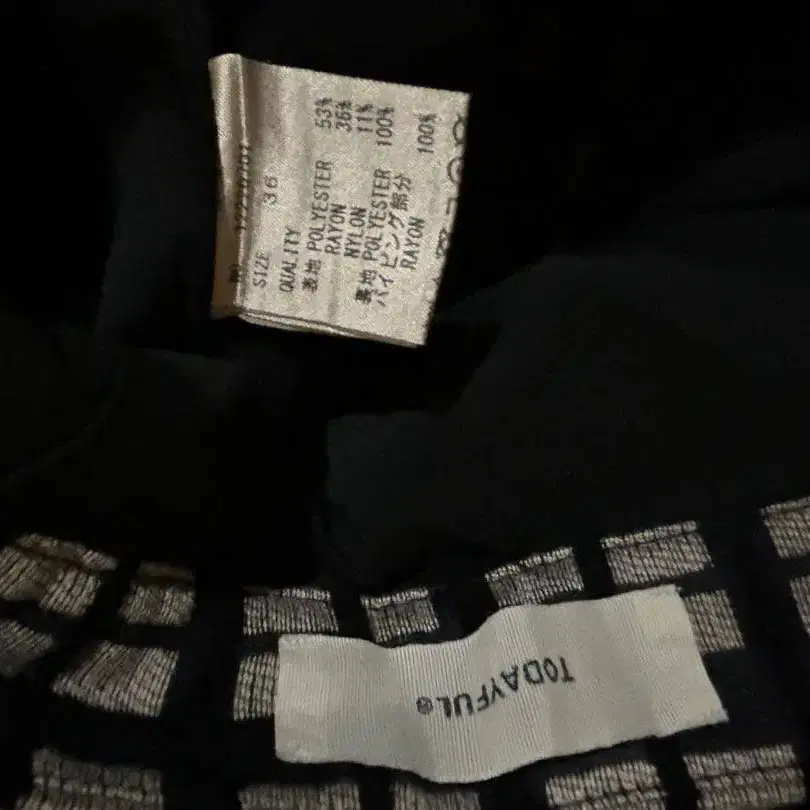 NO.
SIZE 36
QUALITY
表地 POLYESTER 53%
RAYON 36%
NYLON 11%
裏地 POLYESTER 100%
パイピング部分
RAYON 100%
TODAYFUL®